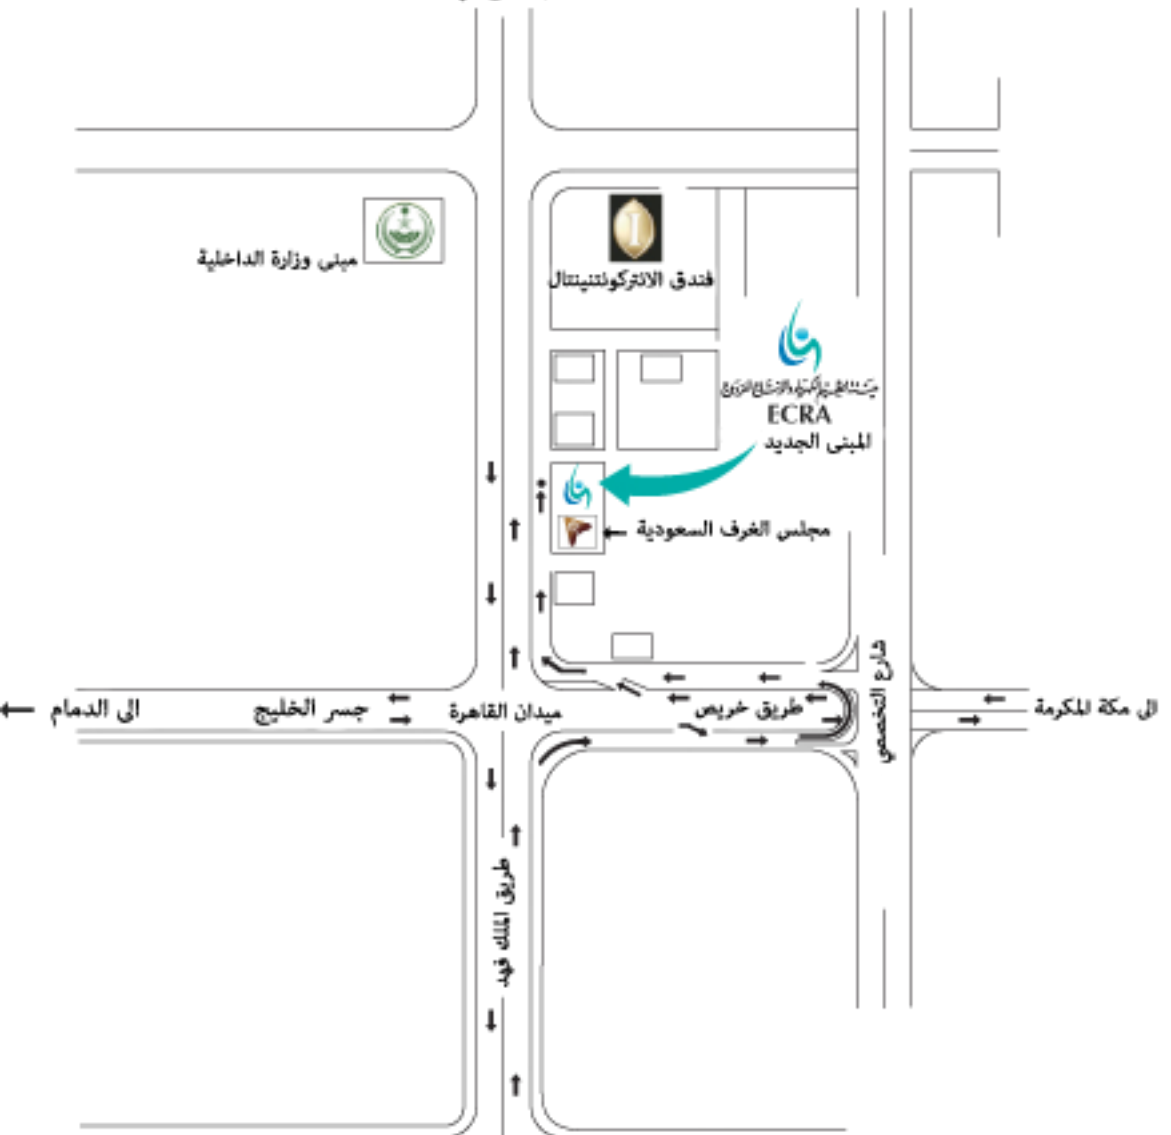 مبنى وزارة الداخلية
فندق الانتركونتنينتال
ECRA
المبنى الجديد
مجلس الغرف السعودية
شارع التخصصي
الى مكة المكرمة
طريق خريص
ميدان القاهرة
جسر الخليج
الى الدمام
طريق الملك فهد